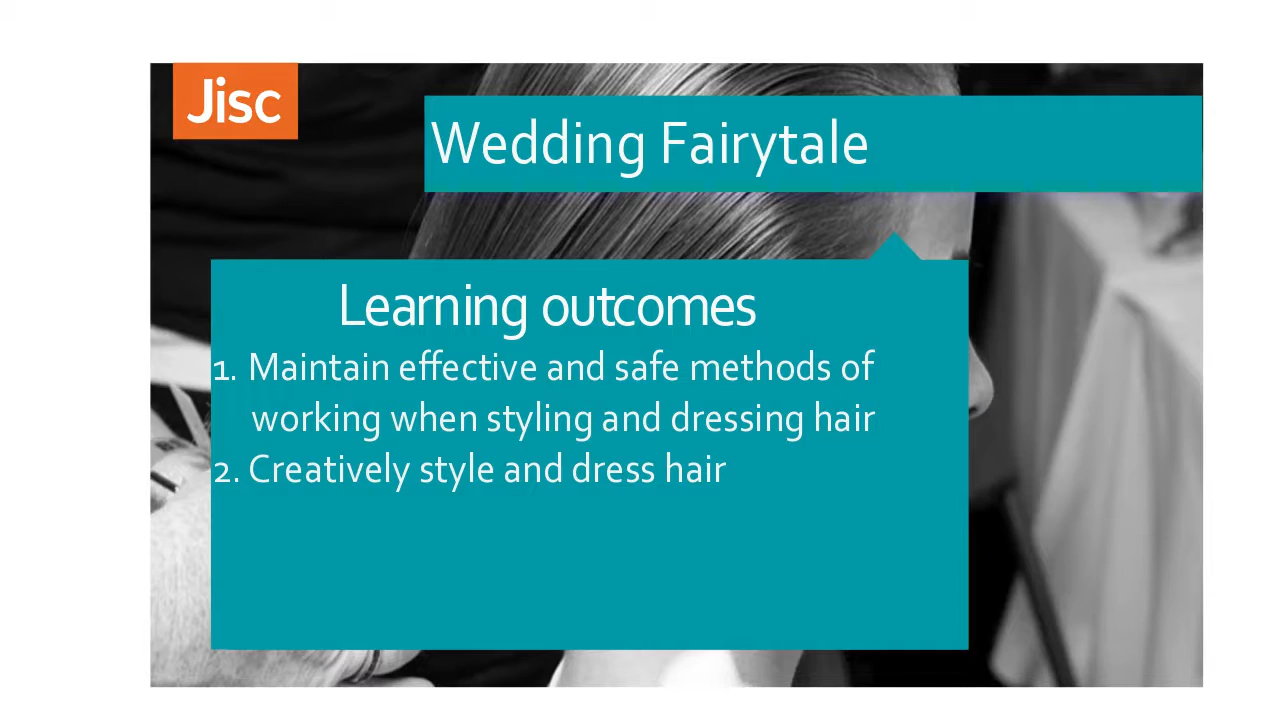 Jisc
Wedding Fairytale
Learning outcomes
1. Maintain effective and safe methods of
working when styling and dressing hair
2. Creatively style and dress hair